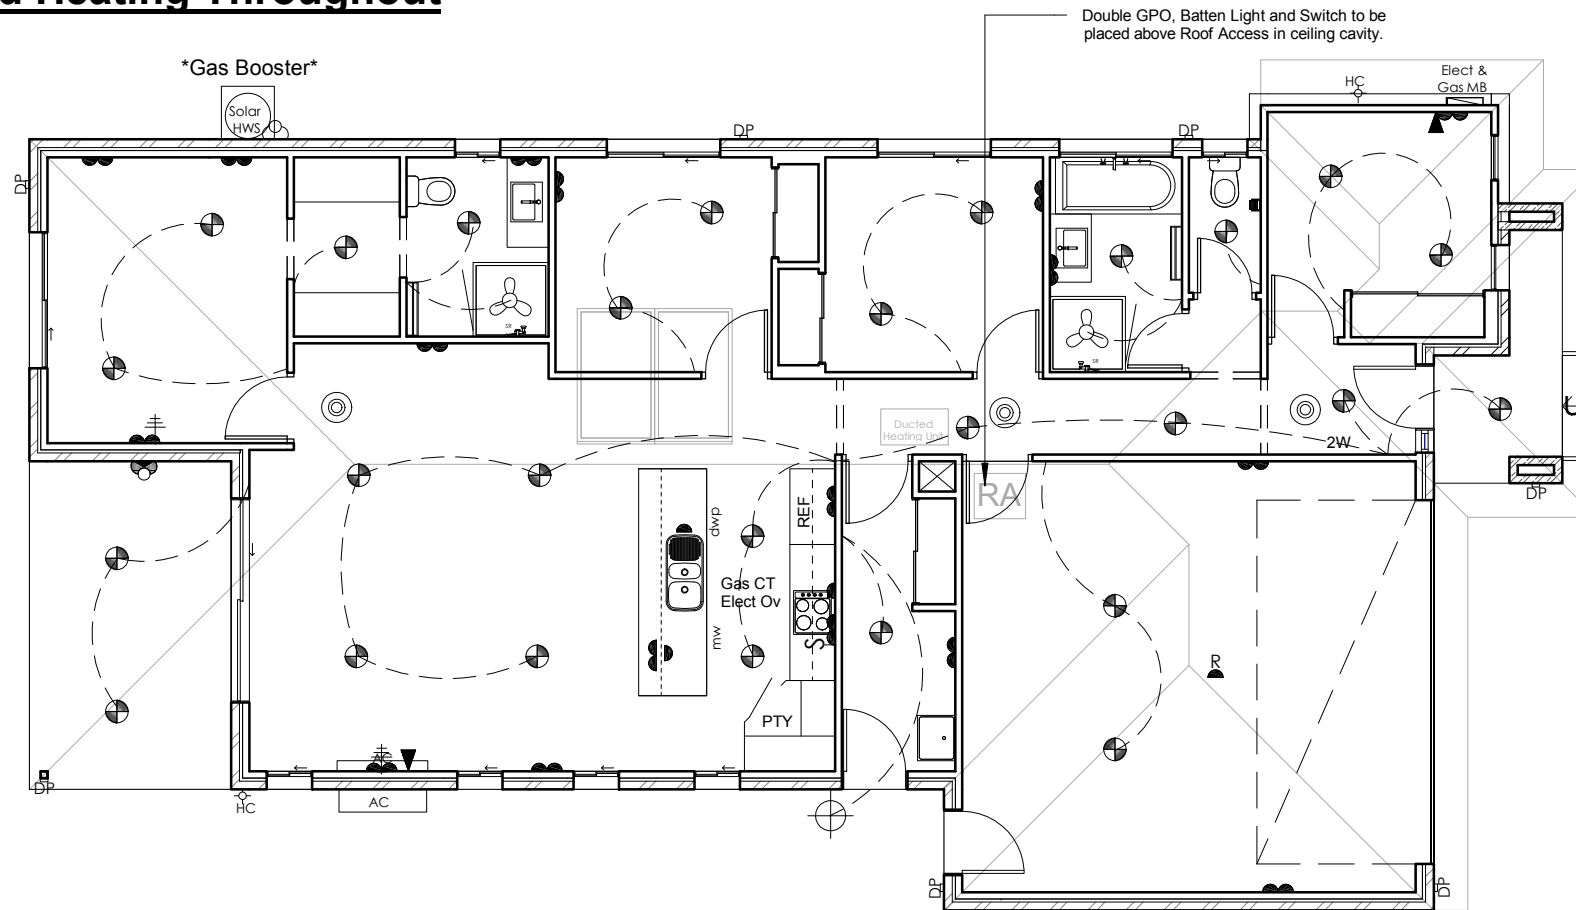 d Heating Throughout
Double GPO, Batten Light and Switch to be
placed above Roof Access in ceiling cavity.
*Gas Booster*
Solar
HWS
HC
Elect &
Gas MB
DP
DP
DP
SR
SR
Ducted
Heating Unit
2W
RA
DP
REF
dwp
Gas CT
Elect Ov
mw
S
R
PTY
AC
DP
HC
AC
DP
DP